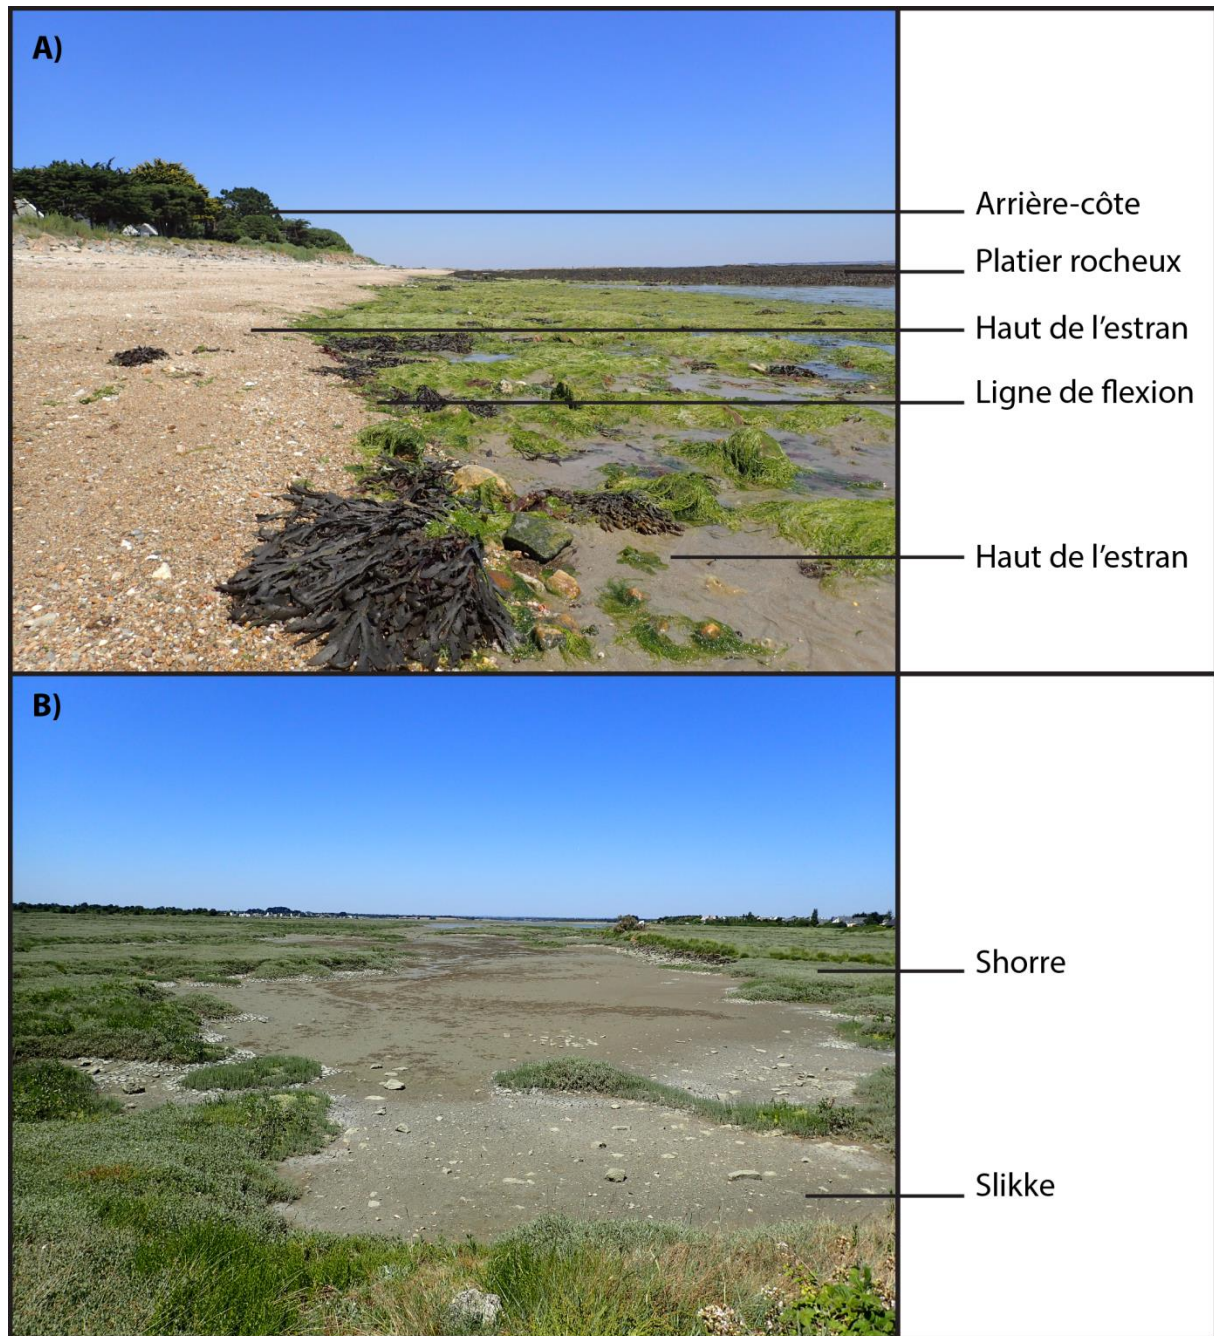 A)
Arrière-côte
Platier rocheux
Haut de l’estran
Ligne de flexion
Haut de l’estran
B)
Shorre
Slikke